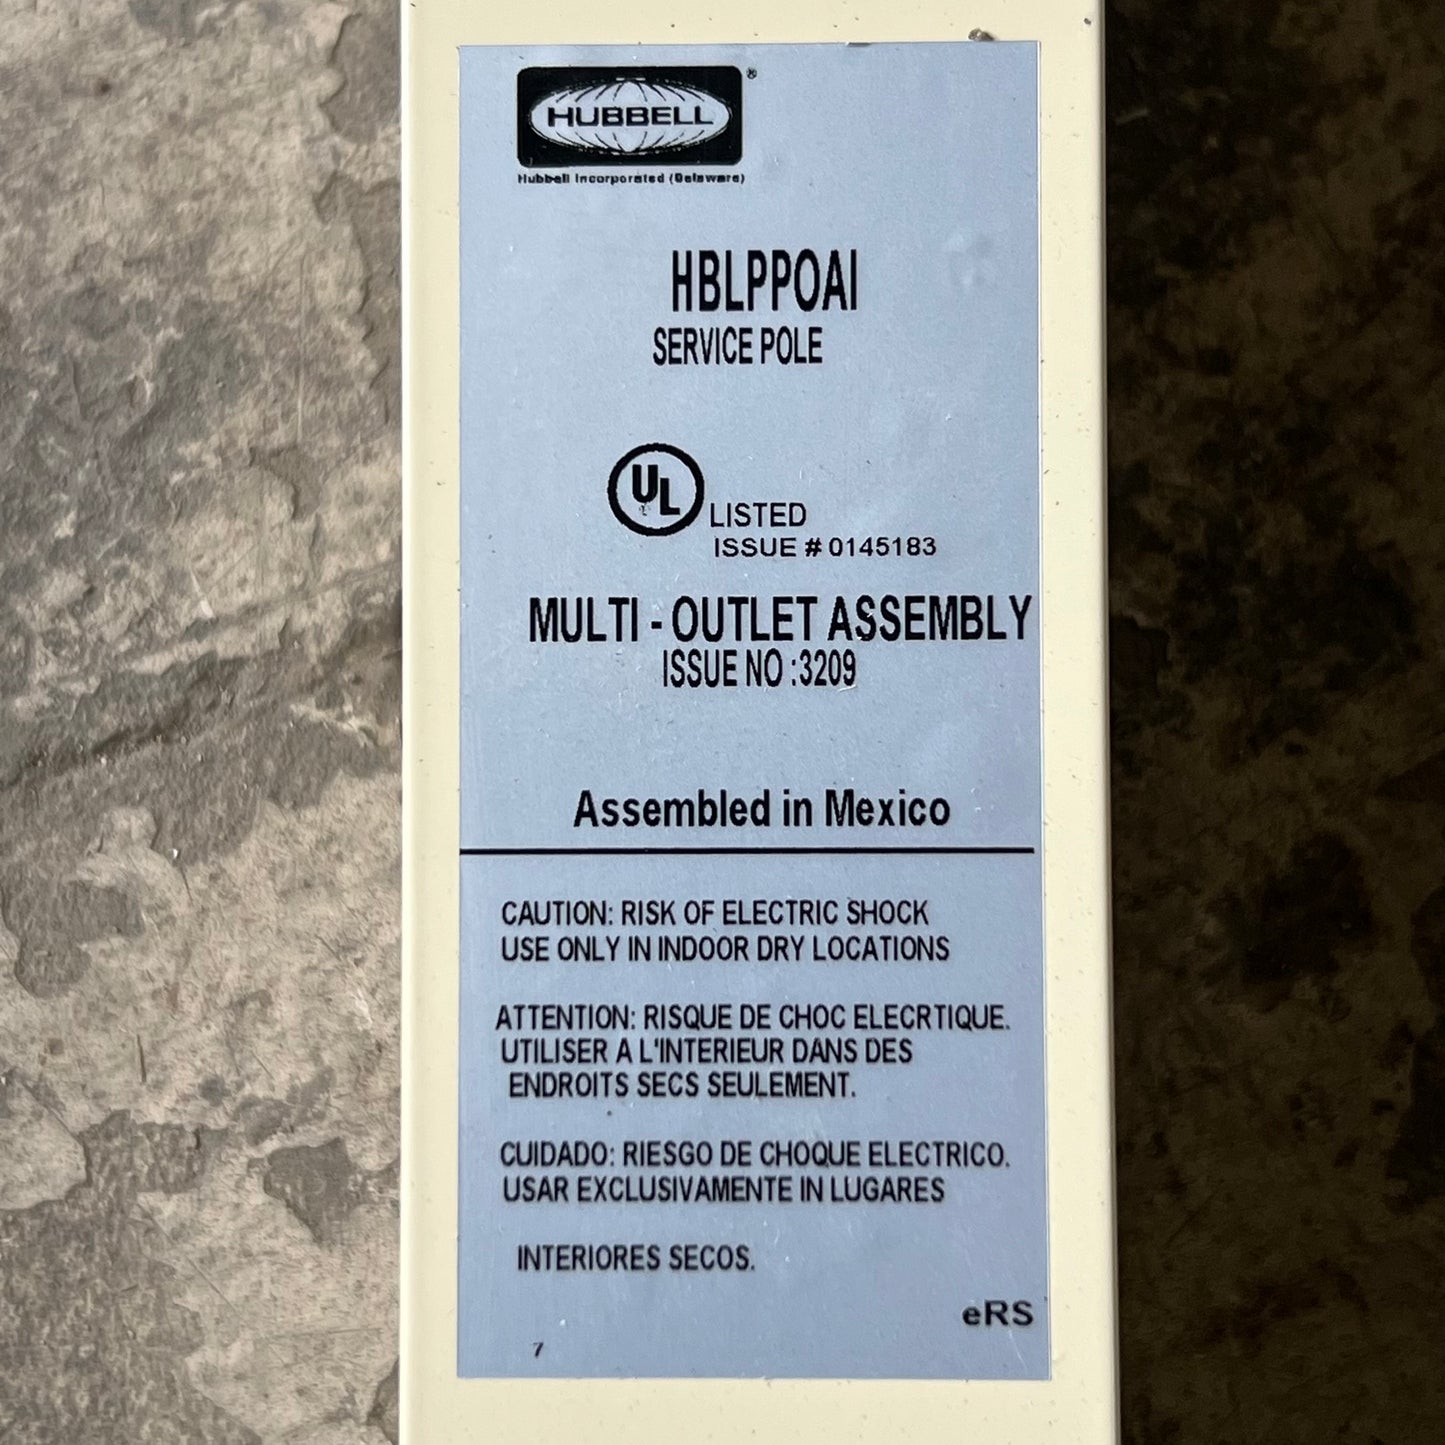 HUBBELL ®
Hubbell Incorporated (Delaware)
HBLPPOAI
SERVICE POLE
UL LISTED
ISSUE # 0145183
MULTI - OUTLET ASSEMBLY
ISSUE NO :3209
Assembled in Mexico
CAUTION: RISK OF ELECTRIC SHOCK
USE ONLY IN INDOOR DRY LOCATIONS
ATTENTION: RISQUE DE CHOC ELECRTIQUE.
UTILISER A L'INTERIEUR DANS DES
ENDROITS SECS SEULEMENT.
CUIDADO: RIESGO DE CHOQUE ELECTRICO.
USAR EXCLUSIVAMENTE IN LUGARES
INTERIORES SECOS.
eRS
7